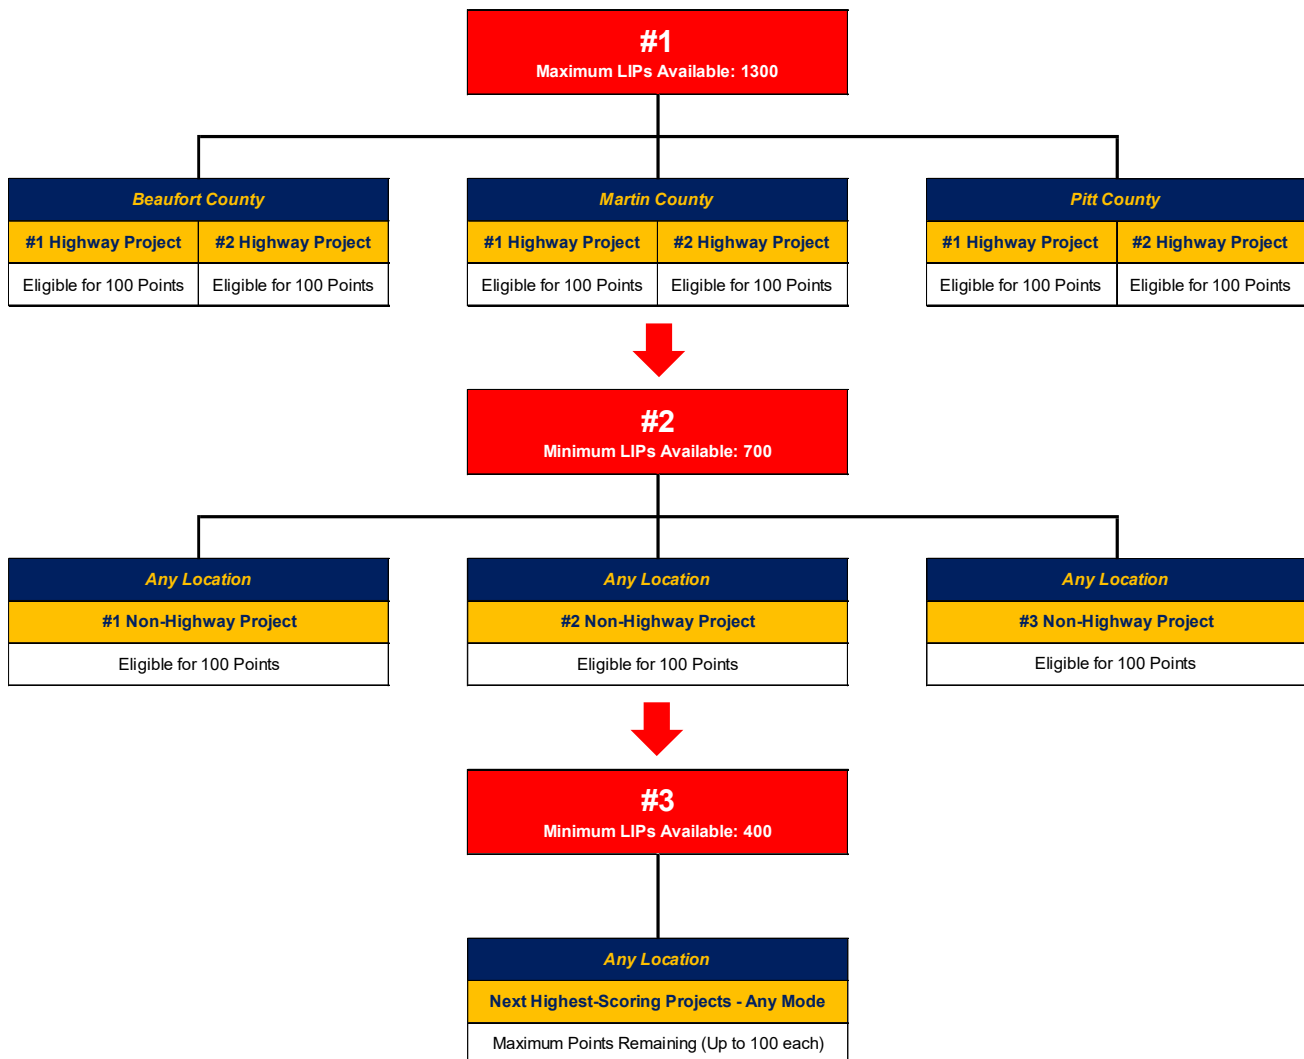 #1
Maximum LIPs Available: 1300
Beaufort County
Martin County
Pitt County
#1 Highway Project
#2 Highway Project
#1 Highway Project
#2 Highway Project
#1 Highway Project
#2 Highway Project
Eligible for 100 Points
Eligible for 100 Points
Eligible for 100 Points
Eligible for 100 Points
Eligible for 100 Points
Eligible for 100 Points
#2
Minimum LIPs Available: 700
Any Location
Any Location
Any Location
#1 Non-Highway Project
#2 Non-Highway Project
#3 Non-Highway Project
Eligible for 100 Points
Eligible for 100 Points
Eligible for 100 Points
#3
Minimum LIPs Available: 400
Any Location
Next Highest-Scoring Projects - Any Mode
Maximum Points Remaining (Up to 100 each)